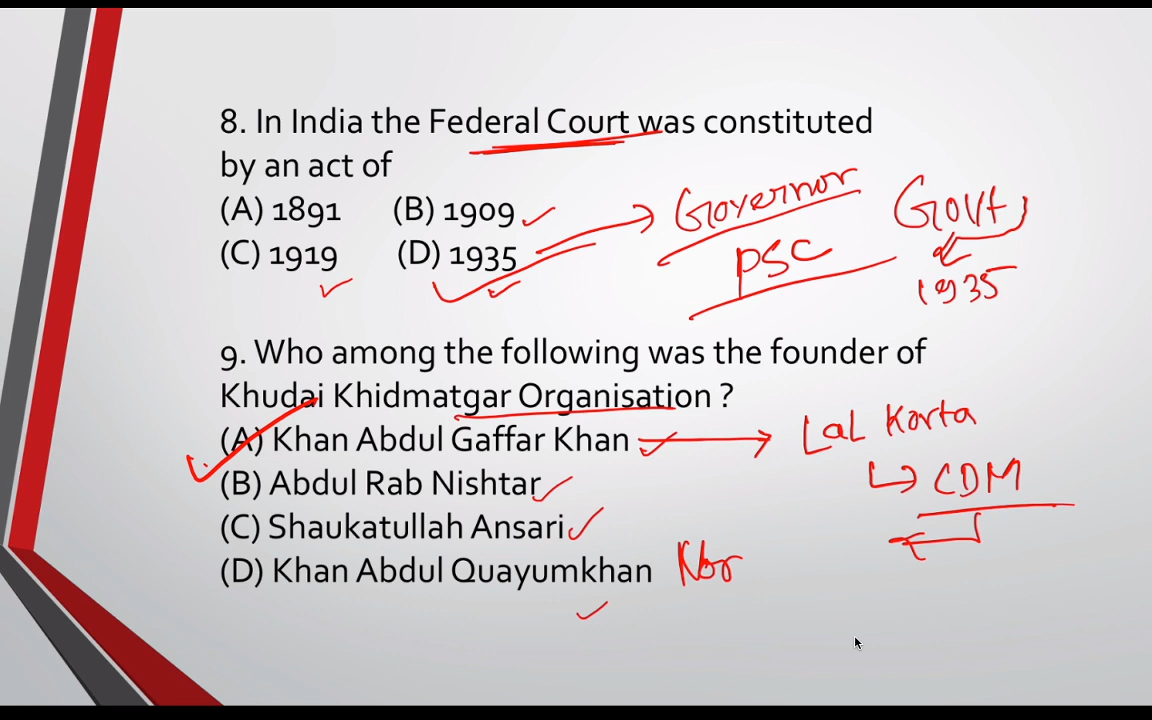 8. In India the Federal Court was constituted
by an act of
(A) 1891 (B) 1909
(C) 1919 (D) 1935
Governor
PSC
Govt
1935
9. Who among the following was the founder of
Khudai Khidmatgar Organisation ?
(A) Khan Abdul Gaffar Khan
Lal Korta
CDM
(B) Abdul Rab Nishtar
(C) Shaukatullah Ansari
(D) Khan Abdul Quayumkhan